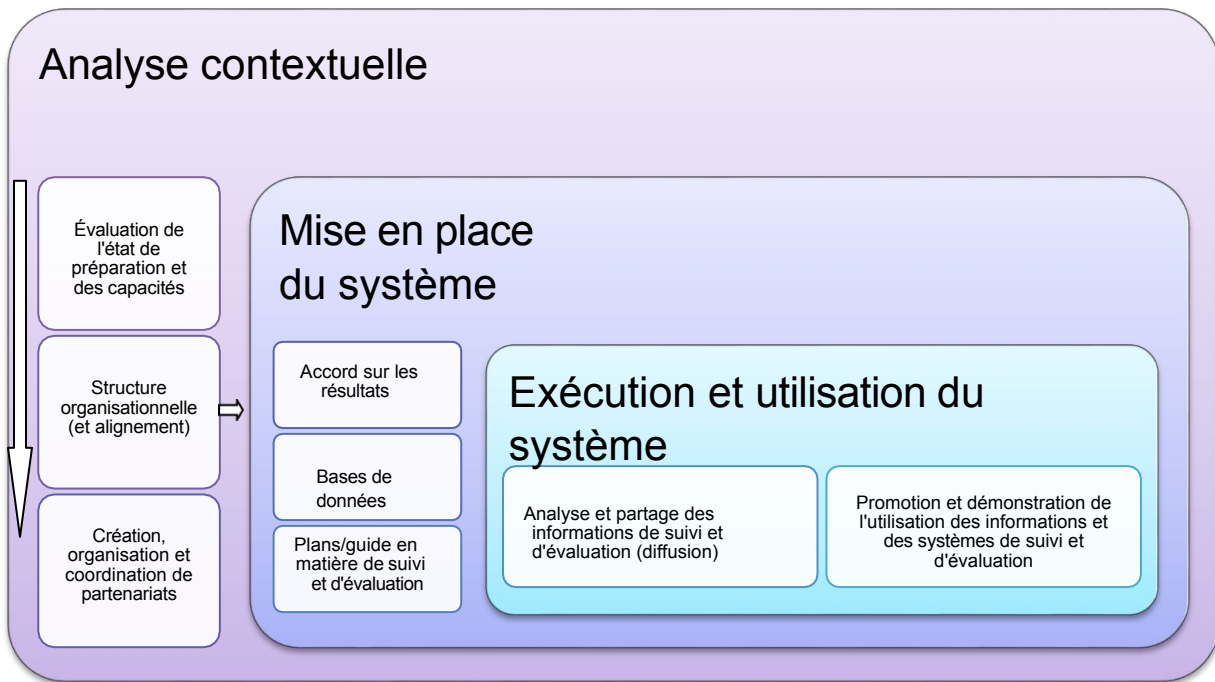 Analyse contextuelle
Évaluation de
l'état de
préparation et
des capacités
Structure
organisationnelle
(et alignement)
Création,
organisation et
coordination de
partenariats
Mise en place
du système
Accord sur les
résultats
Bases de
données
Plans/guide en
matière de suivi
et d'évaluation
Exécution et utilisation du
système
Analyse et partage des
informations de suivi et
d'évaluation (diffusion)
Promotion et démonstration de
l'utilisation des informations et
des systèmes de suivi et
d'évaluation